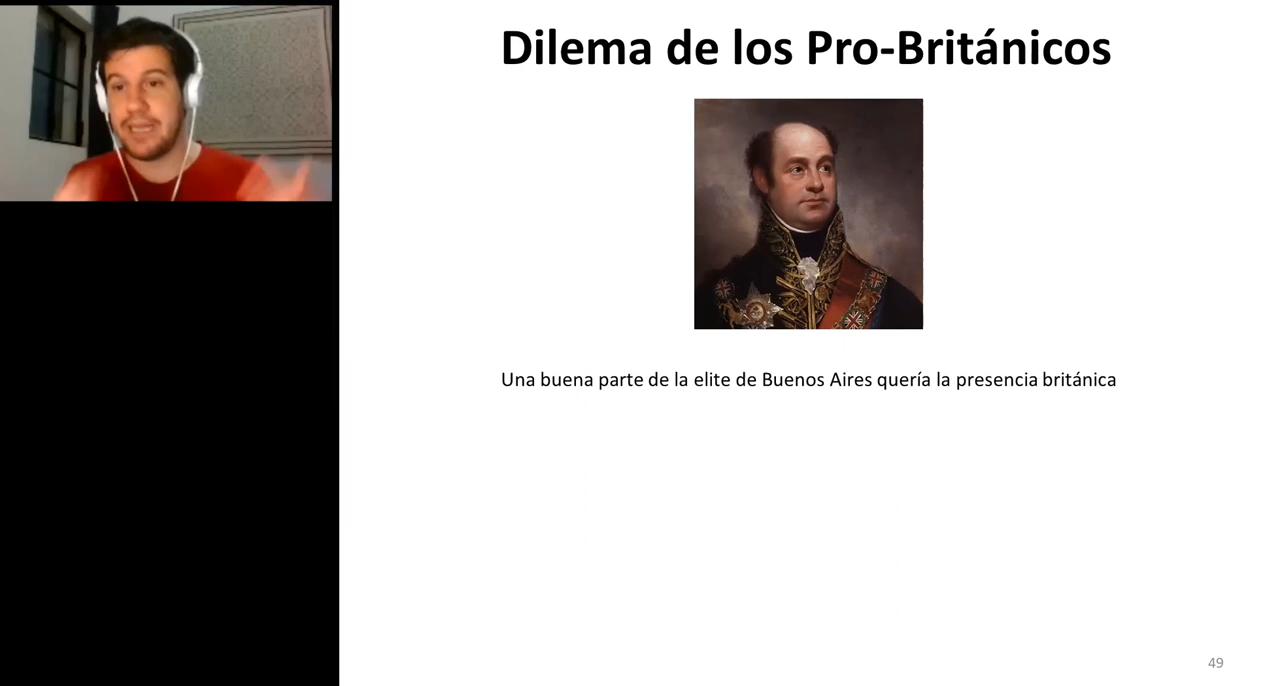 Dilema de los Pro-Británicos
Una buena parte de la elite de Buenos Aires quería la presencia británica
49